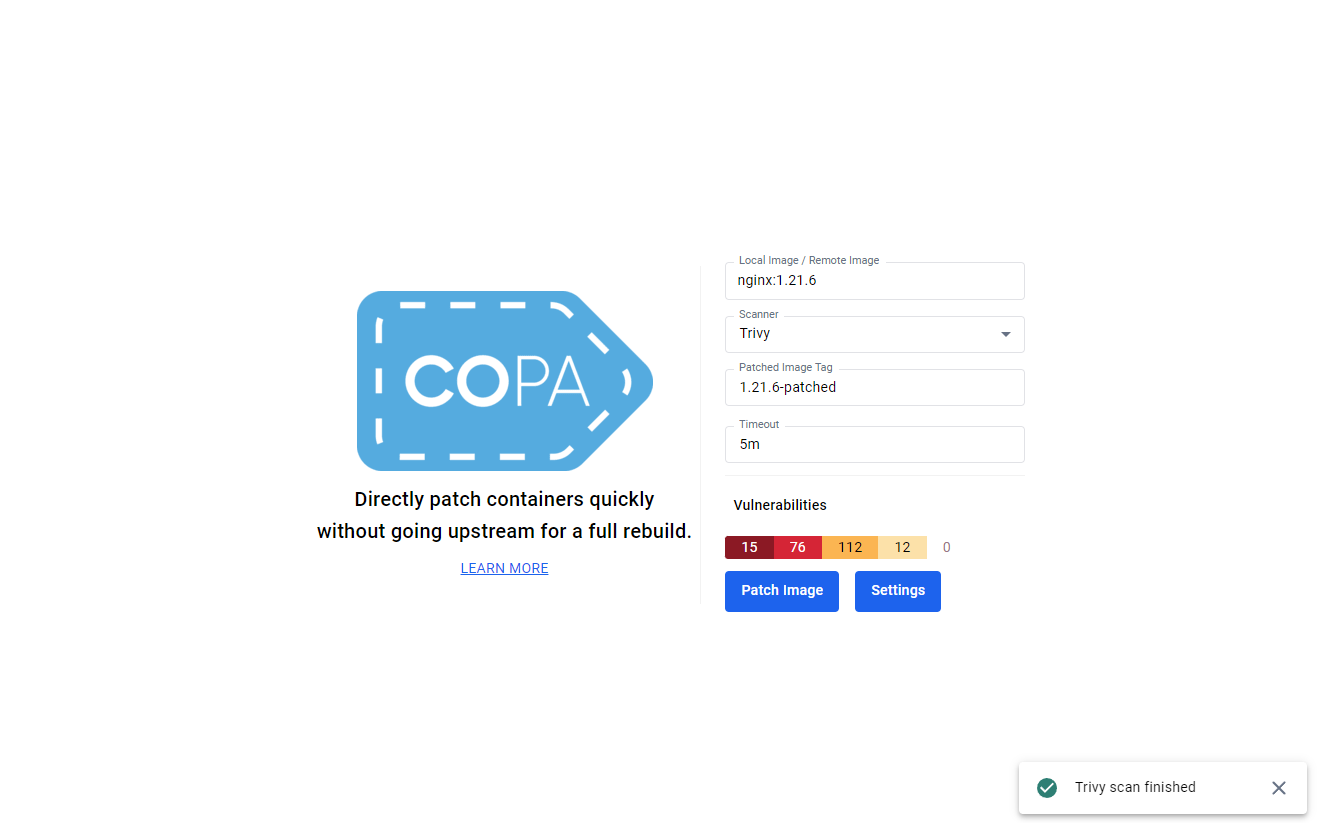 COPA
Directly patch containers quickly
without going upstream for a full rebuild.
LEARN MORE
Local Image / Remote Image
nginx:1.21.6
Scanner
Trivy
Patched Image Tag
1.21.6-patched
Timeout
5m
Vulnerabilities
15 76 112 12 0
Patch Image Settings
Trivy scan finished